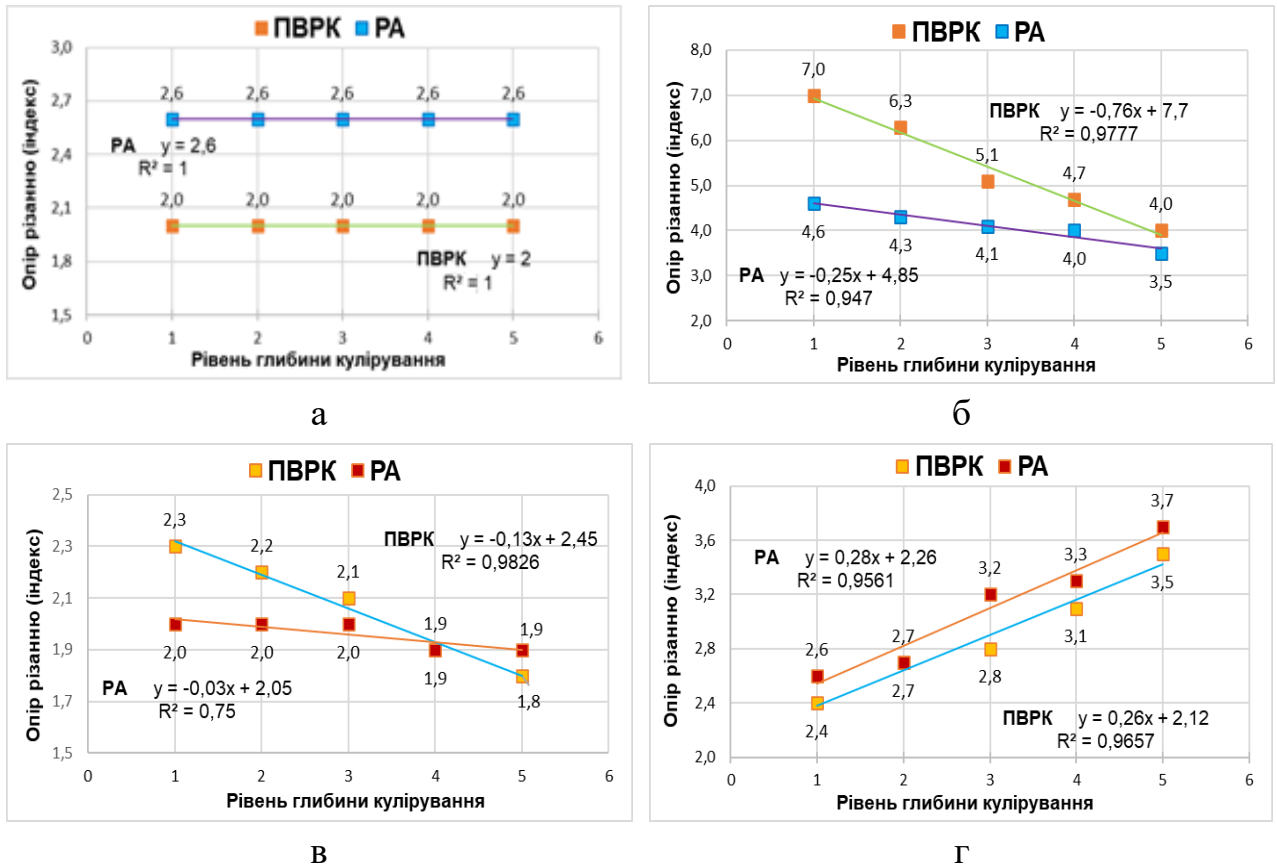 ПВРК РА
Опір різанню (індекс)
3,0
2,7
2,4
2,1
1,8
1,5
2,6 2,6 2,6 2,6 2,6
РА y = 2,6
R² = 1
2,0 2,0 2,0 2,0 2,0
ПВРК y = 2
R² = 1
0 1 2 3 4 5 6
Рівень глибини кулірування
а
ПВРК РА
Опір різанню (індекс)
8,0
7,0
6,0
5,0
4,0
3,0
2,0
7,0 6,3 5,1 4,7 4,0
ПВРК y = -0,76x + 7,7
R² = 0,9777
4,6 4,3 4,1 4,0 3,5
РА y = -0,25x + 4,85
R² = 0,947
0 1 2 3 4 5 6
Рівень глибини кулірування
б
ПВРК РА
Опір різанню (індекс)
2,5
2,3
2,1
1,9
1,7
1,5
2,3 2,2 2,1 1,9 1,9
ПВРК y = -0,13x + 2,45
R² = 0,9826
2,0 2,0 2,0 1,9 1,8
РА y = -0,03x + 2,05
R² = 0,75
0 1 2 3 4 5 6
Рівень глибини кулірування
в
ПВРК РА
Опір різанню (індекс)
4,0
3,6
3,2
2,8
2,4
2,0
2,6 2,7 3,2 3,3 3,7
РА y = 0,28x + 2,26
R² = 0,9561
2,4 2,7 2,8 3,1 3,5
ПВРК y = 0,26x + 2,12
R² = 0,9657
0 1 2 3 4 5 6
Рівень глибини кулірування
г